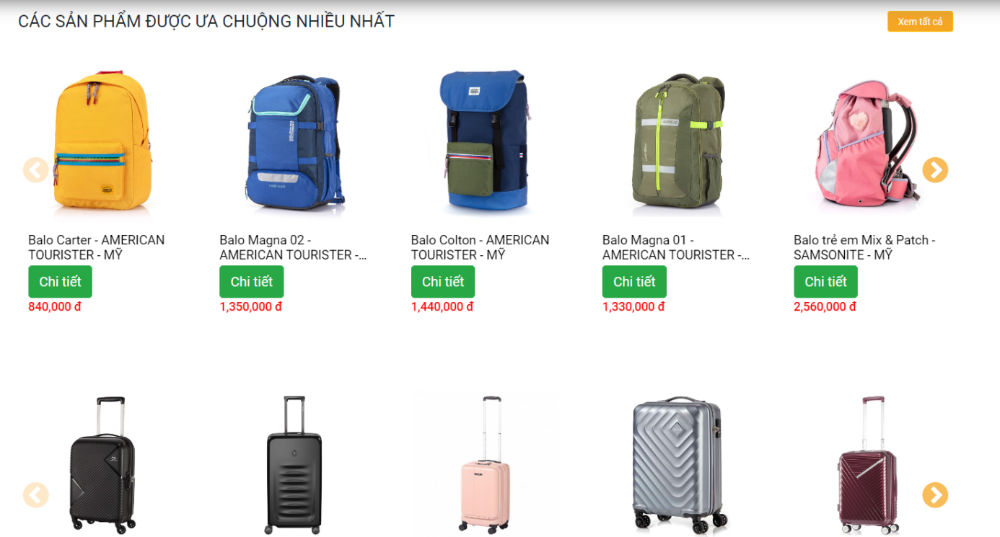 CÁC SẢN PHẨM ĐƯỢC ƯA CHUỘNG NHIỀU NHẤT
Xem tất cả
Balo Carter - AMERICAN
TOURISTER - MỸ
Chi tiết
840,000 đ
Balo Magna 02 -
AMERICAN TOURISTER -...
Chi tiết
1,350,000 đ
Balo Colton - AMERICAN
TOURISTER - MỸ
Chi tiết
1,440,000 đ
Balo Magna 01 -
AMERICAN TOURISTER -...
Chi tiết
1,330,000 đ
Balo trẻ em Mix & Patch -
SAMSONITE - MỸ
Chi tiết
2,560,000 đ